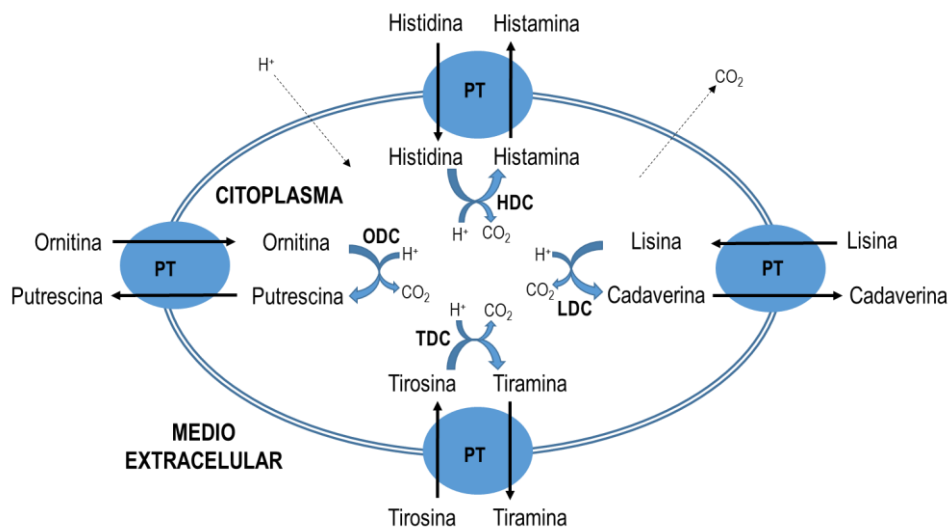 Histidina Histamina
H⁺
PT
CO₂
Histidina Histamina
CITOPLASMA
HDC
H⁺ CO₂
Ornitina Ornitina ODC H⁺
PT
Putrescina Putrescina CO₂
H⁺ Lisina Lisina
PT
CO₂ LDC Cadaverina Cadaverina
H⁺ CO₂
TDC
Tirosina Tiramina
MEDIO
EXTRACELULAR
PT
Tirosina Tiramina